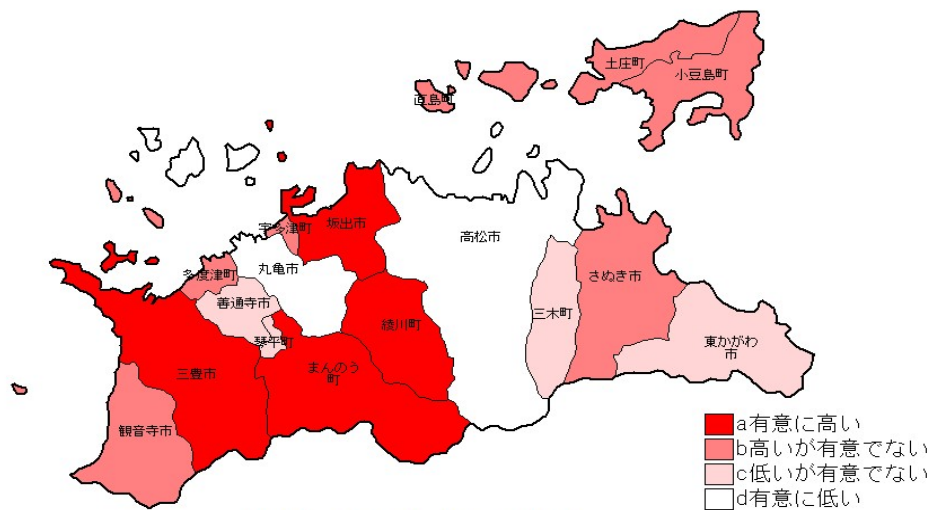 土庄町
小豆島町
直島町
宇多津町
坂出市
高松市
多度津町
丸亀市
さぬき市
善通寺市
三木町
綾川町
琴平町
東かがわ
市
まんのう
町
三豊市
観音寺市
a有意に高い
b高いが有意でない
c低いが有意でない
d有意に低い